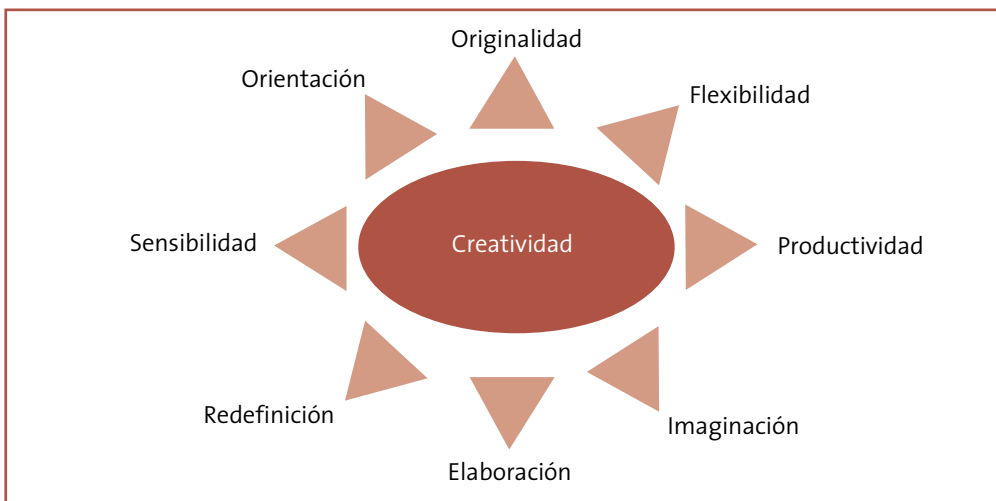 Originalidad
Orientación
Flexibilidad
Sensibilidad
Creatividad
Productividad
Redefinición
Imaginación
Elaboración